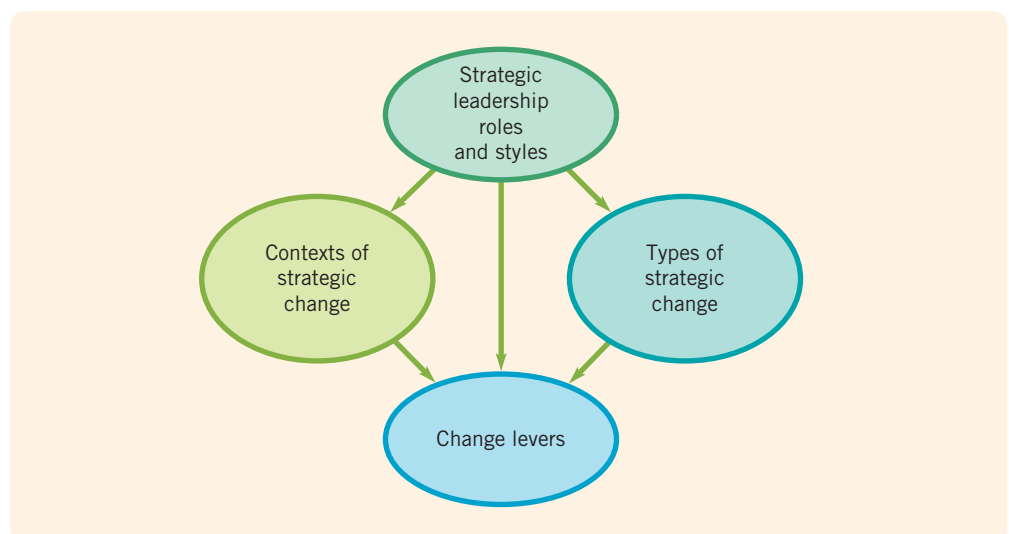 Strategic
leadership
roles
and styles
Contexts of
strategic
change
Types of
strategic
change
Change levers